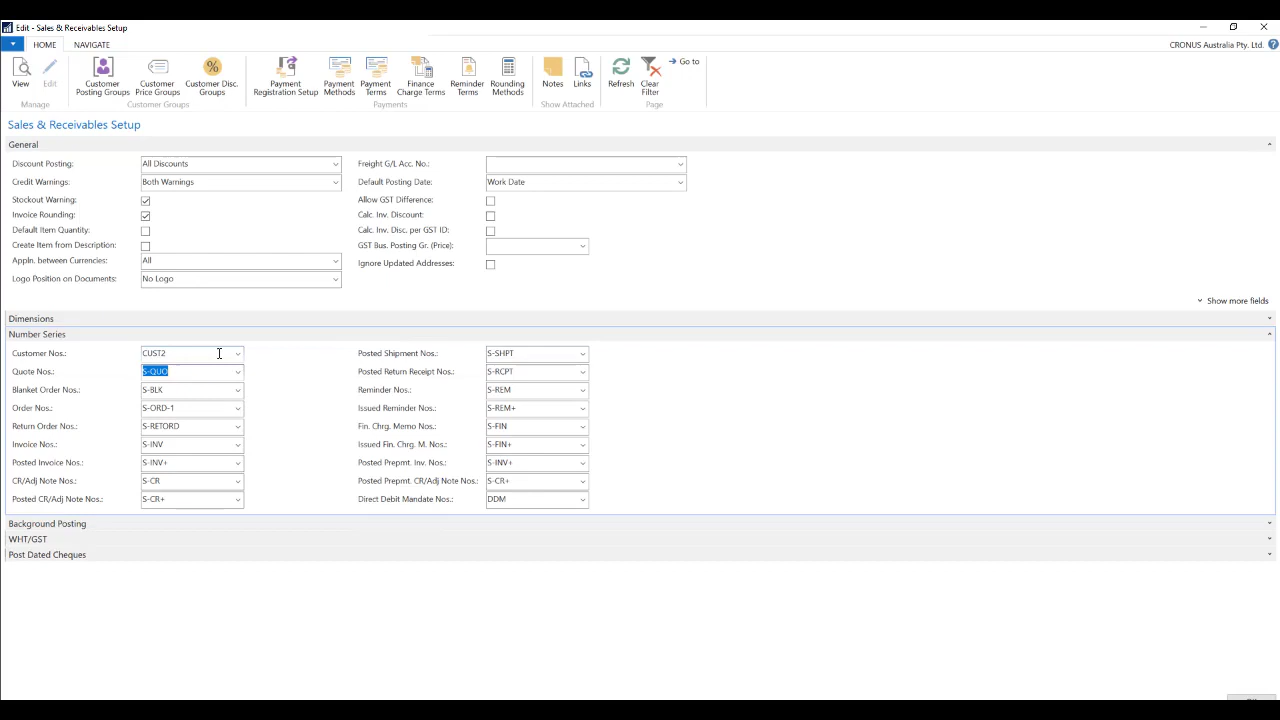 Edit - Sales & Receivables Setup
HOME NAVIGATE CRONUS Australia Pty. Ltd.
View Edit Customer Posting Groups Customer Price Groups Customer Disc. Groups Payment Registration Setup Payment Methods Payment Terms Finance Charge Terms Reminder Terms Rounding Methods Notes Links Refresh Clear Filter Go to
Manage Customer Groups Payments Show Attached Page
Sales & Receivables Setup
General
Discount Posting: All Discounts Freight G/L Acc. No.:
Credit Warnings: Both Warnings Default Posting Date: Work Date
Stockout Warning: Allow GST Difference:
Invoice Rounding: Calc. Inv. Discount:
Default Item Quantity: Calc. Inv. Disc. per GST ID:
Create Item from Description: GST Bus. Posting Gr. (Price):
Appln. between Currencies: All Ignore Updated Addresses:
Logo Position on Documents: No Logo
Show more fields
Dimensions
Number Series
Customer Nos.: CUST2 Posted Shipment Nos.: S-SHPT
Quote Nos.: S-QUO Posted Return Receipt Nos.: S-RCPT
Blanket Order Nos.: S-BLK Reminder Nos.: S-REM
Order Nos.: S-ORD-1 Issued Reminder Nos.: S-REM+
Return Order Nos.: S-RETORD Fin. Chrg. Memo Nos.: S-FIN
Invoice Nos.: S-INV Issued Fin. Chrg. M. Nos.: S-FIN+
Posted Invoice Nos.: S-INV+ Posted Prepmt. Inv. Nos.: S-INV+
CR/Adj Note Nos.: S-CR Posted Prepmt. CR/Adj Note Nos.: S-CR+
Posted CR/Adj Note Nos.: S-CR+ Direct Debit Mandate Nos.: DDM
Background Posting
WHT/GST
Post Dated Cheques